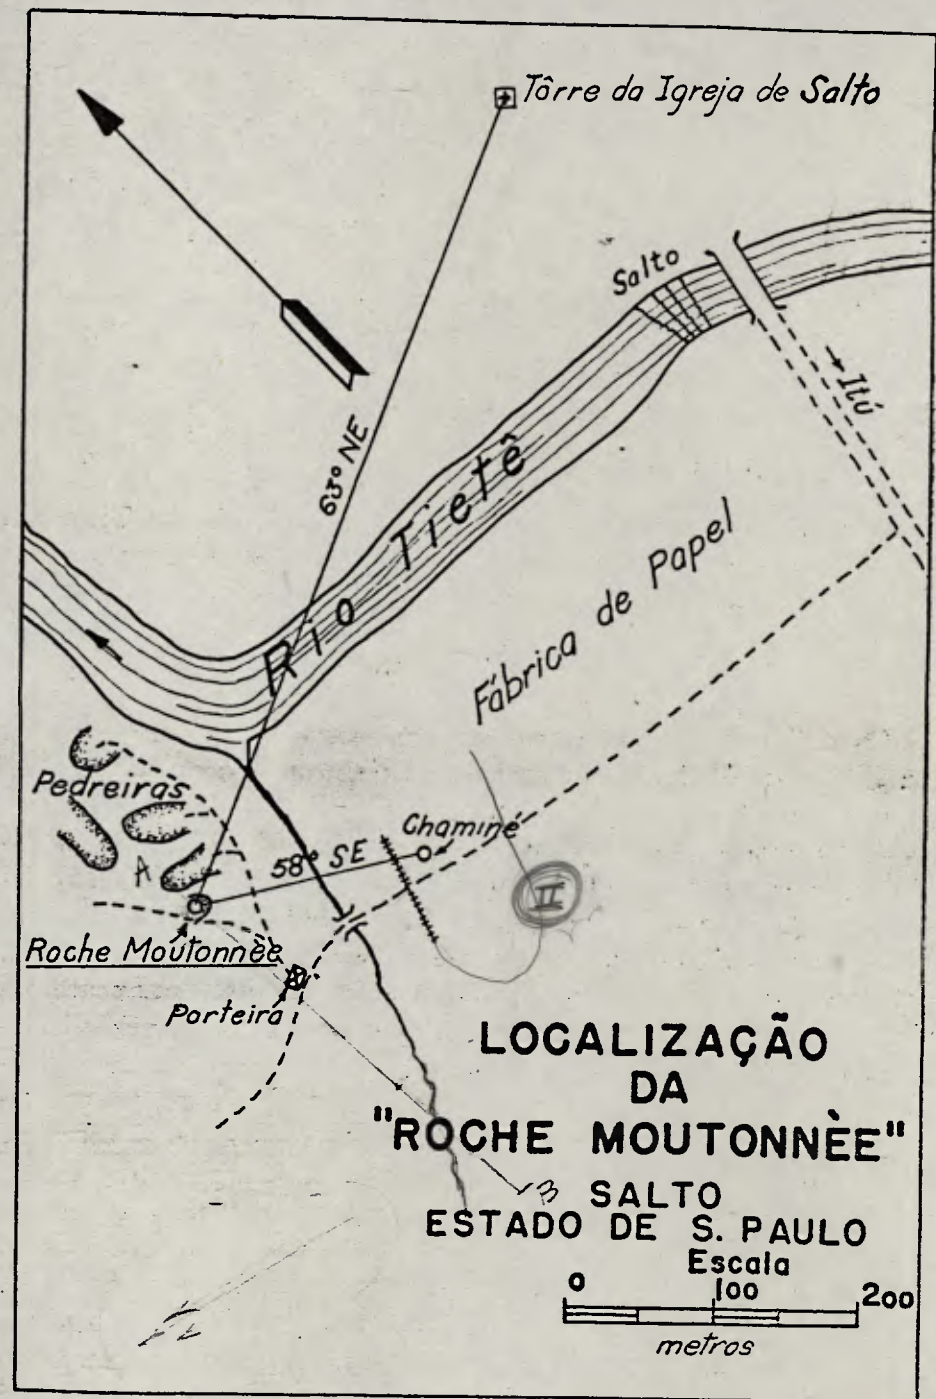 Tôrre da Igreja de Salto
Salto
Itú
63° NE
Rio Tietê
Fábrica de Papel
Pedreiras
Chaminé
A
58° SE
II
Roche Moutonnèe
Porteira
LOCALIZAÇÃO
DA
"ROCHE MOUTONNÈE"
B SALTO
ESTADO DE S. PAULO
Escala
0 100 200
metros